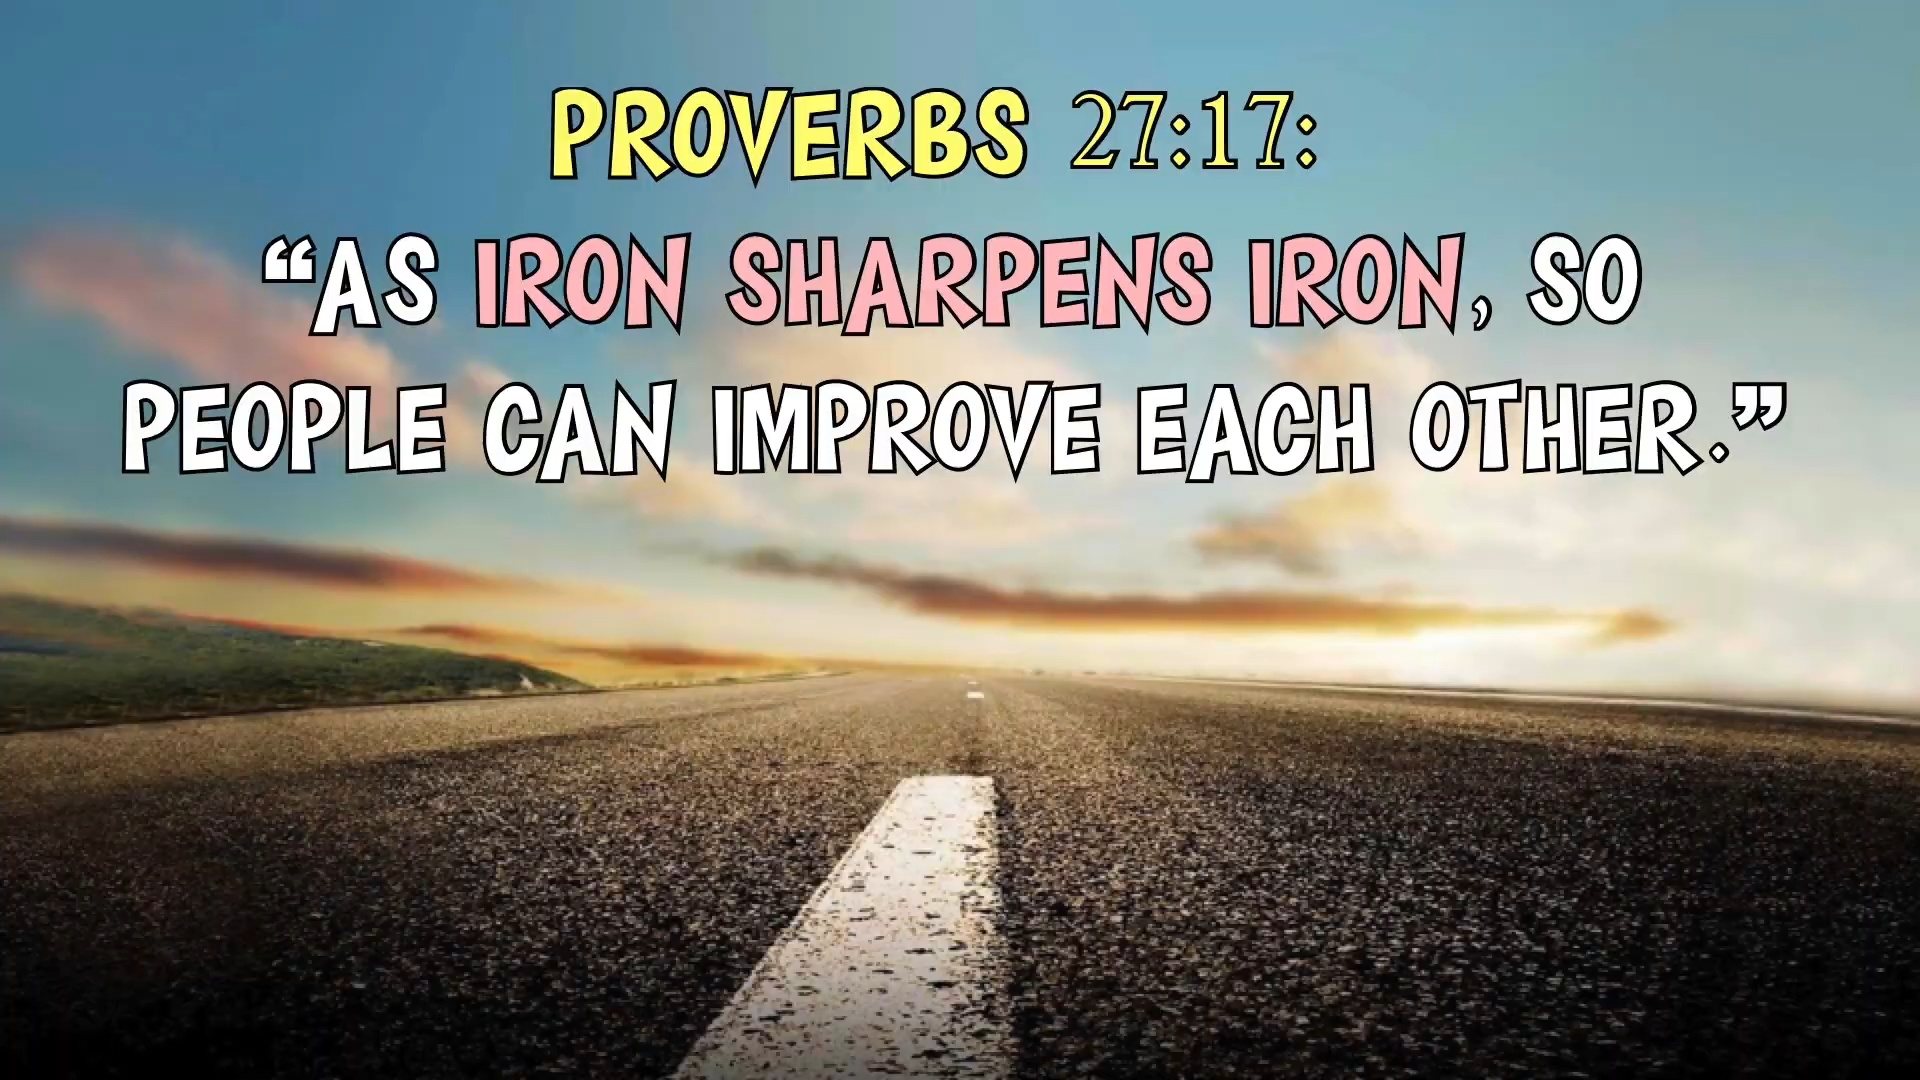 PROVERBS 27:17:
“AS IRON SHARPENS IRON, SO
PEOPLE CAN IMPROVE EACH OTHER.”